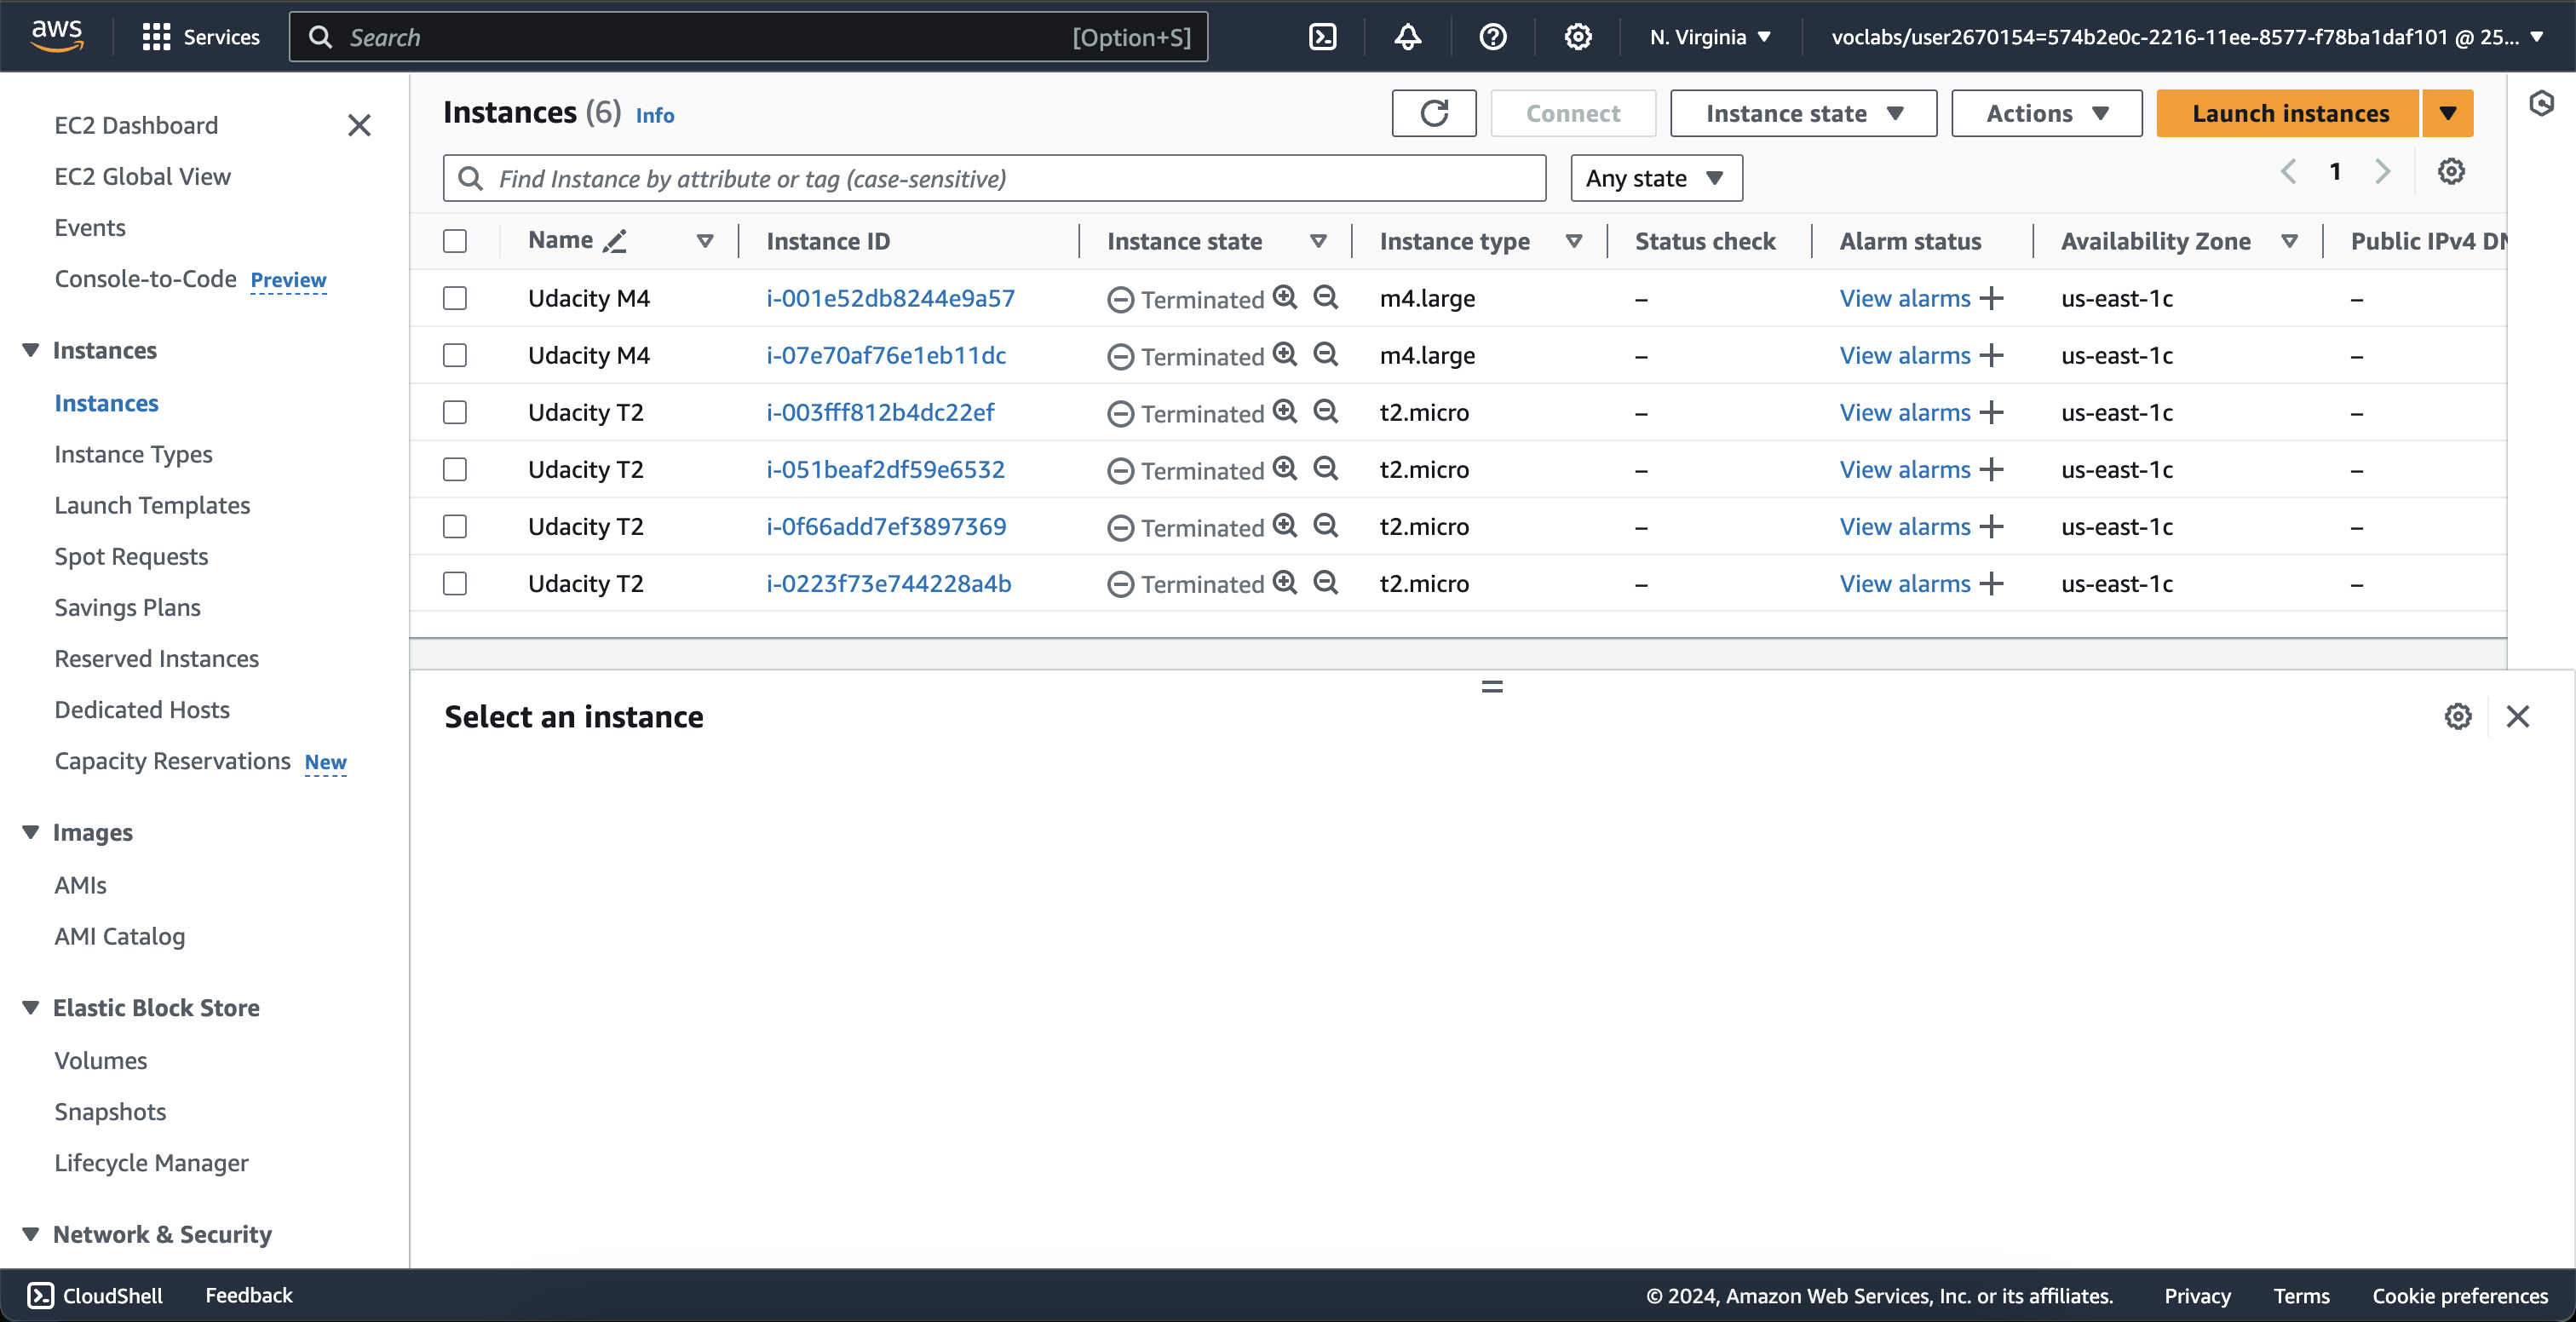 aws Services Search [Option+S] N. Virginia voclabs/user2670154=574b2e0c-2216-11ee-8577-f78ba1daf101 @ 25...
EC2 Dashboard
EC2 Global View
Events
Console-to-Code Preview
Instances
Instances
Instance Types
Launch Templates
Spot Requests
Savings Plans
Reserved Instances
Dedicated Hosts
Capacity Reservations New
Images
AMIs
AMI Catalog
Elastic Block Store
Volumes
Snapshots
Lifecycle Manager
Network & Security
Instances (6) Info Connect Instance state Actions Launch instances
Find Instance by attribute or tag (case-sensitive) Any state 1
Name Instance ID Instance state Instance type Status check Alarm status Availability Zone Public IPv4 DN
Udacity M4 i-001e52db8244e9a57 Terminated m4.large – View alarms us-east-1c –
Udacity M4 i-07e70af76e1eb11dc Terminated m4.large – View alarms us-east-1c –
Udacity T2 i-003fff812b4dc22ef Terminated t2.micro – View alarms us-east-1c –
Udacity T2 i-051beaf2df59e6532 Terminated t2.micro – View alarms us-east-1c –
Udacity T2 i-0f66add7ef3897369 Terminated t2.micro – View alarms us-east-1c –
Udacity T2 i-0223f73e744228a4b Terminated t2.micro – View alarms us-east-1c –
Select an instance
CloudShell Feedback © 2024, Amazon Web Services, Inc. or its affiliates. Privacy Terms Cookie preferences